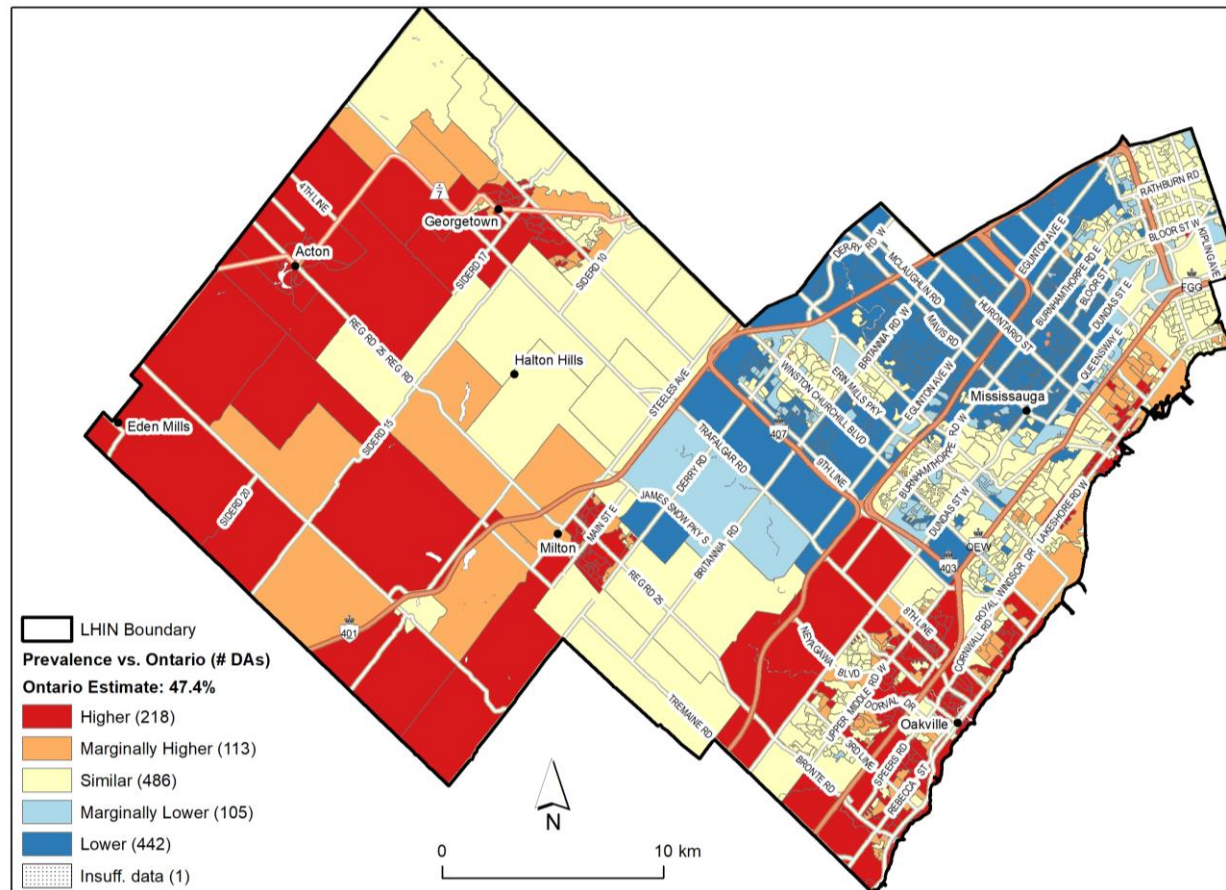 RATHBURN RD
BLOOR ST W
KIPLING AVE
EGLINTON AVE E
DERRY RD W
BURNHAMTHORPE RD E
BLOOR ST
MCLAUGHLIN RD
DUNDAS ST E
FGG
4TH LINE
7
Georgetown
HURONTARIO ST
MAVIS RD
Acton
SIDERD 17
SIDERD 10
BRITANNIA RD W
QUEENSWAY E
REG RD 25 REG RD
Halton Hills
STEELES AVE
ERIN MILLS PKY
EGLINTON AVE W
WINSTON CHURCHILL BLVD
Mississauga
Eden Mills
SIDERD 15
407
TRAFALGAR RD
BURNHAMTHORPE RD W
9TH LINE
DERRY RD
SIDERD 20
JAMES SNOW PKY S
DUNDAS ST W
MAIN ST E
Milton
QEW
LAKESHORE RD W
BRITANNIA RD
403
ROYAL WINDSOR DR
REG RD 25
401
8TH LINE
CORNWALL RD
NEYAGAWA BLVD
UPPER MIDDLE RD W
DORVAL DR
TREMAINE RD
Oakville
3RD LINE
SPEERS RD
BRONTE RD
REBECCA ST
LHIN Boundary
Prevalence vs. Ontario (# DAs)
Ontario Estimate: 47.4%
Higher (218)
Marginally Higher (113)
Similar (486)
Marginally Lower (105)
Lower (442)
Insuff. data (1)
N
0 10 km